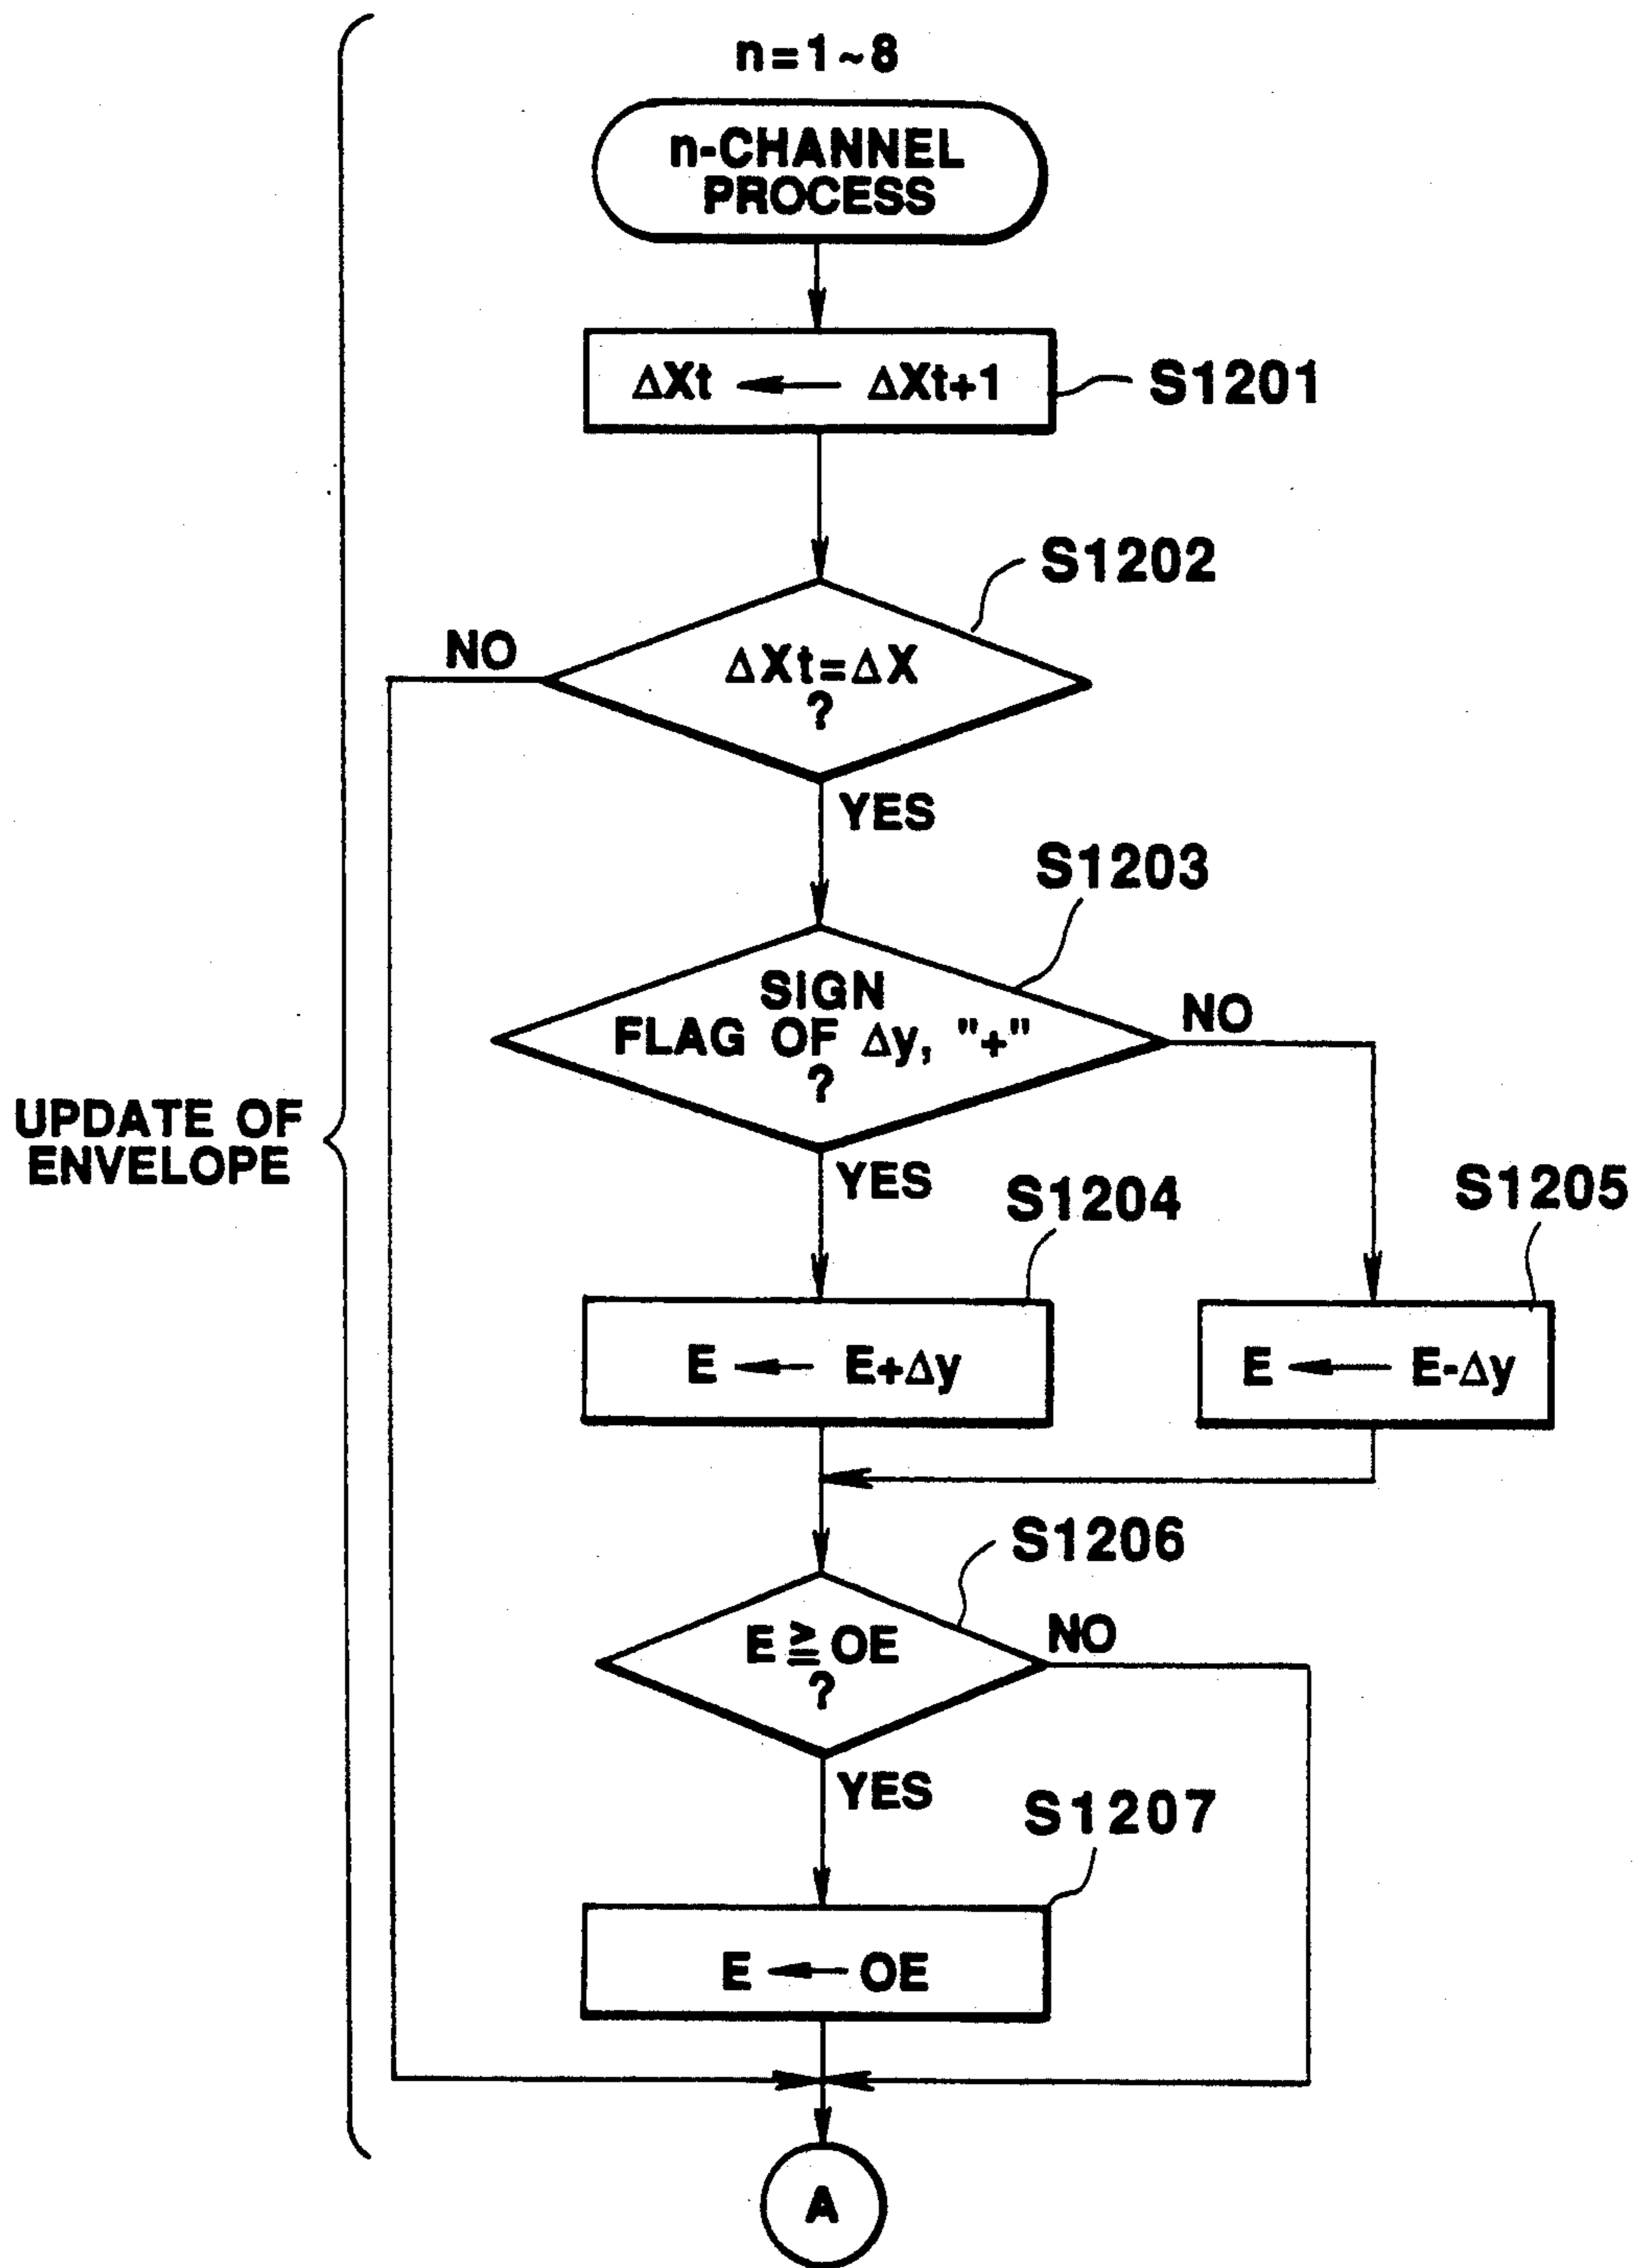 n=1~8
n-CHANNEL
PROCESS
ΔXt ← ΔXt+1
S1201
S1202
NO
ΔXt=ΔX
?
YES
S1203
SIGN
FLAG OF Δy, "+"
?
NO
UPDATE OF
ENVELOPE
YES
S1204
S1205
E ← E+Δy
E ← E-Δy
S1206
E ≧ OE
?
NO
YES
S1207
E ← OE
A